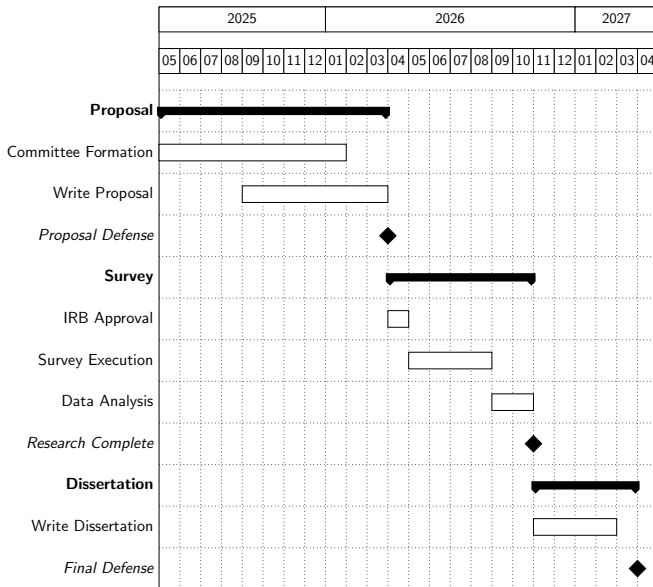 2025 2026 2027
05 06 07 08 09 10 11 12 01 02 03 04 05 06 07 08 09 10 11 12 01 02 03 04
Proposal
Committee Formation
Write Proposal
Proposal Defense
Survey
IRB Approval
Survey Execution
Data Analysis
Research Complete
Dissertation
Write Dissertation
Final Defense